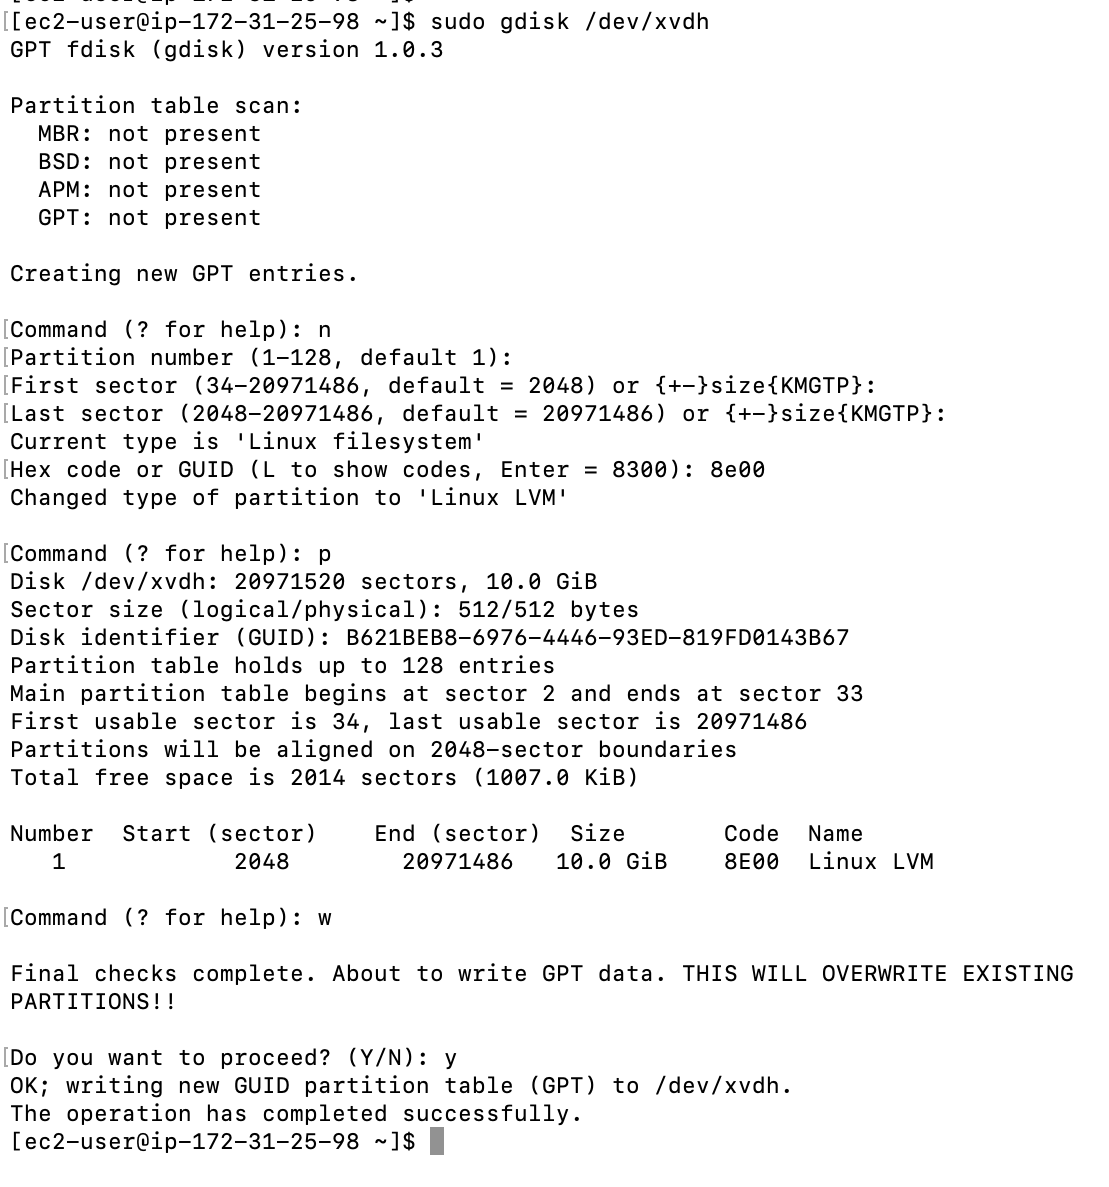 [ec2-user@ip-172-31-25-98 ~]$ sudo gdisk /dev/xvdh
GPT fdisk (gdisk) version 1.0.3
Partition table scan:
MBR: not present
BSD: not present
APM: not present
GPT: not present
Creating new GPT entries.
Command (? for help): n
Partition number (1-128, default 1):
First sector (34-20971486, default = 2048) or {+-}size{KMGTP}:
Last sector (2048-20971486, default = 20971486) or {+-}size{KMGTP}:
Current type is 'Linux filesystem'
Hex code or GUID (L to show codes, Enter = 8300): 8e00
Changed type of partition to 'Linux LVM'
Command (? for help): p
Disk /dev/xvdh: 20971520 sectors, 10.0 GiB
Sector size (logical/physical): 512/512 bytes
Disk identifier (GUID): B621BEB8-6976-4446-93ED-819FD0143B67
Partition table holds up to 128 entries
Main partition table begins at sector 2 and ends at sector 33
First usable sector is 34, last usable sector is 20971486
Partitions will be aligned on 2048-sector boundaries
Total free space is 2014 sectors (1007.0 KiB)
Number  Start (sector)    End (sector)  Size       Code  Name
1            2048        20971486   10.0 GiB    8E00  Linux LVM
Command (? for help): w
Final checks complete. About to write GPT data. THIS WILL OVERWRITE EXISTING
PARTITIONS!!
Do you want to proceed? (Y/N): y
OK; writing new GUID partition table (GPT) to /dev/xvdh.
The operation has completed successfully.
[ec2-user@ip-172-31-25-98 ~]$